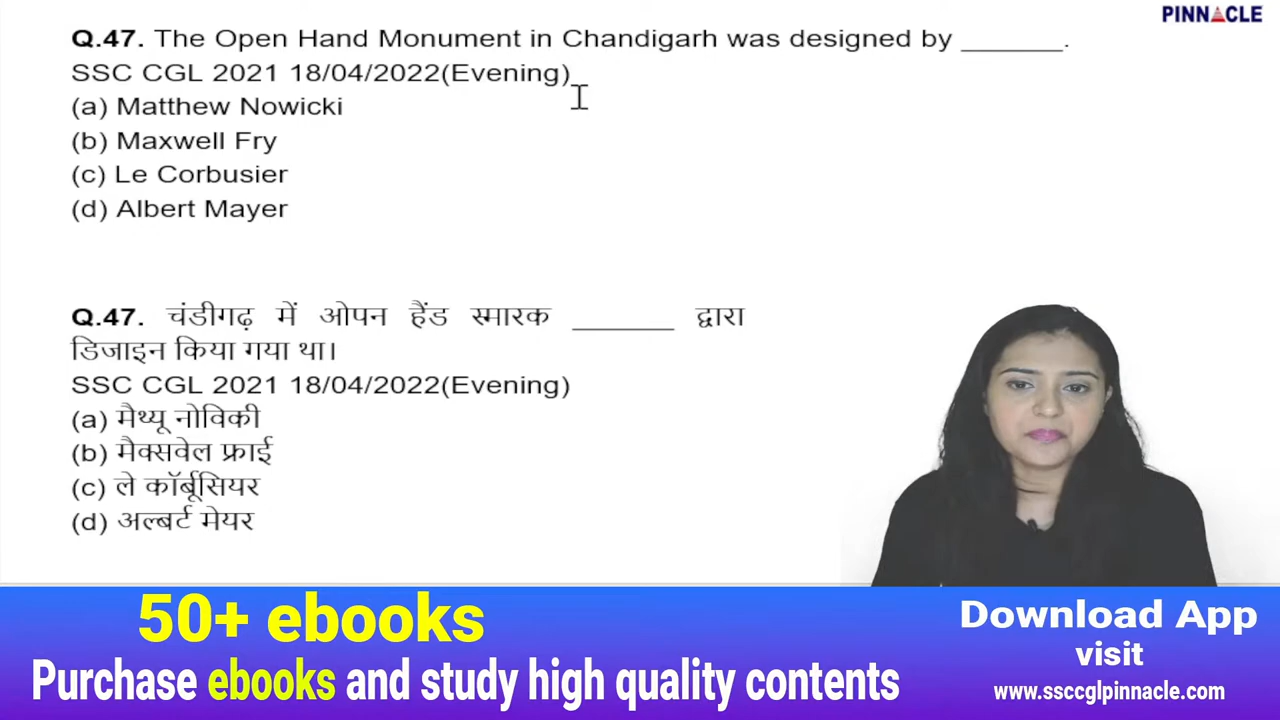 PINNACLE
Q.47. The Open Hand Monument in Chandigarh was designed by _______.
SSC CGL 2021 18/04/2022(Evening)
(a) Matthew Nowicki
(b) Maxwell Fry
(c) Le Corbusier
(d) Albert Mayer
Q.47. चंडीगढ़ में ओपन हैंड स्मारक _______ द्वारा
डिजाइन किया गया था।
SSC CGL 2021 18/04/2022(Evening)
(a) मैथ्यू नोविकी
(b) मैक्सवेल फ्राई
(c) ले कॉर्बूसियर
(d) अल्बर्ट मेयर
50+ ebooks
Purchase ebooks and study high quality contents
Download App
visit
www.ssccglpinnacle.com